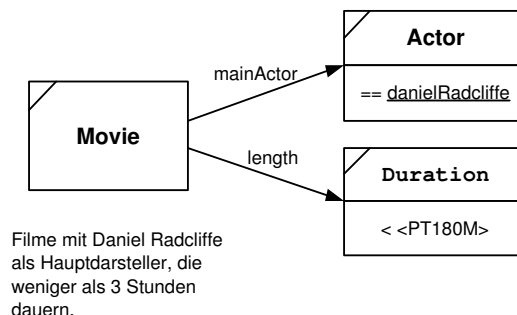 Actor
mainActor
== danielRadcliffe
Movie
length
Duration
< <PT180M>
Filme mit Daniel Radcliffe
als Hauptdarsteller, die
weniger als 3 Stunden
dauern.